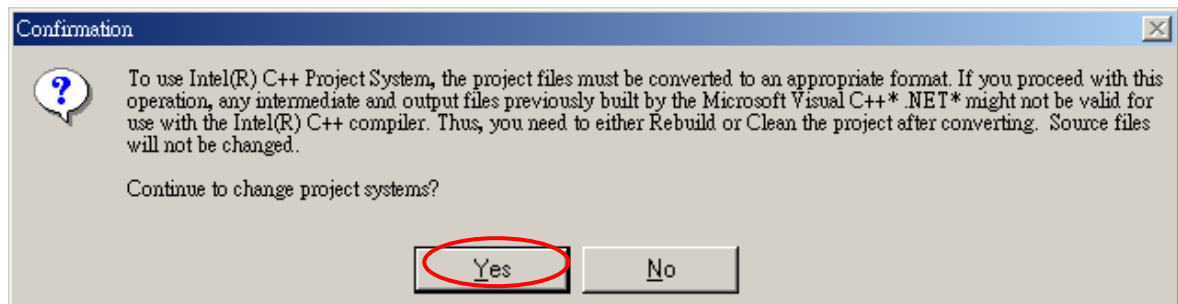 Confirmation
To use Intel(R) C++ Project System, the project files must be converted to an appropriate format. If you proceed with this
operation, any intermediate and output files previously built by the Microsoft Visual C++* .NET* might not be valid for
use with the Intel(R) C++ compiler. Thus, you need to either Rebuild or Clean the project after converting.  Source files
will not be changed.
Continue to change project systems?
Yes No